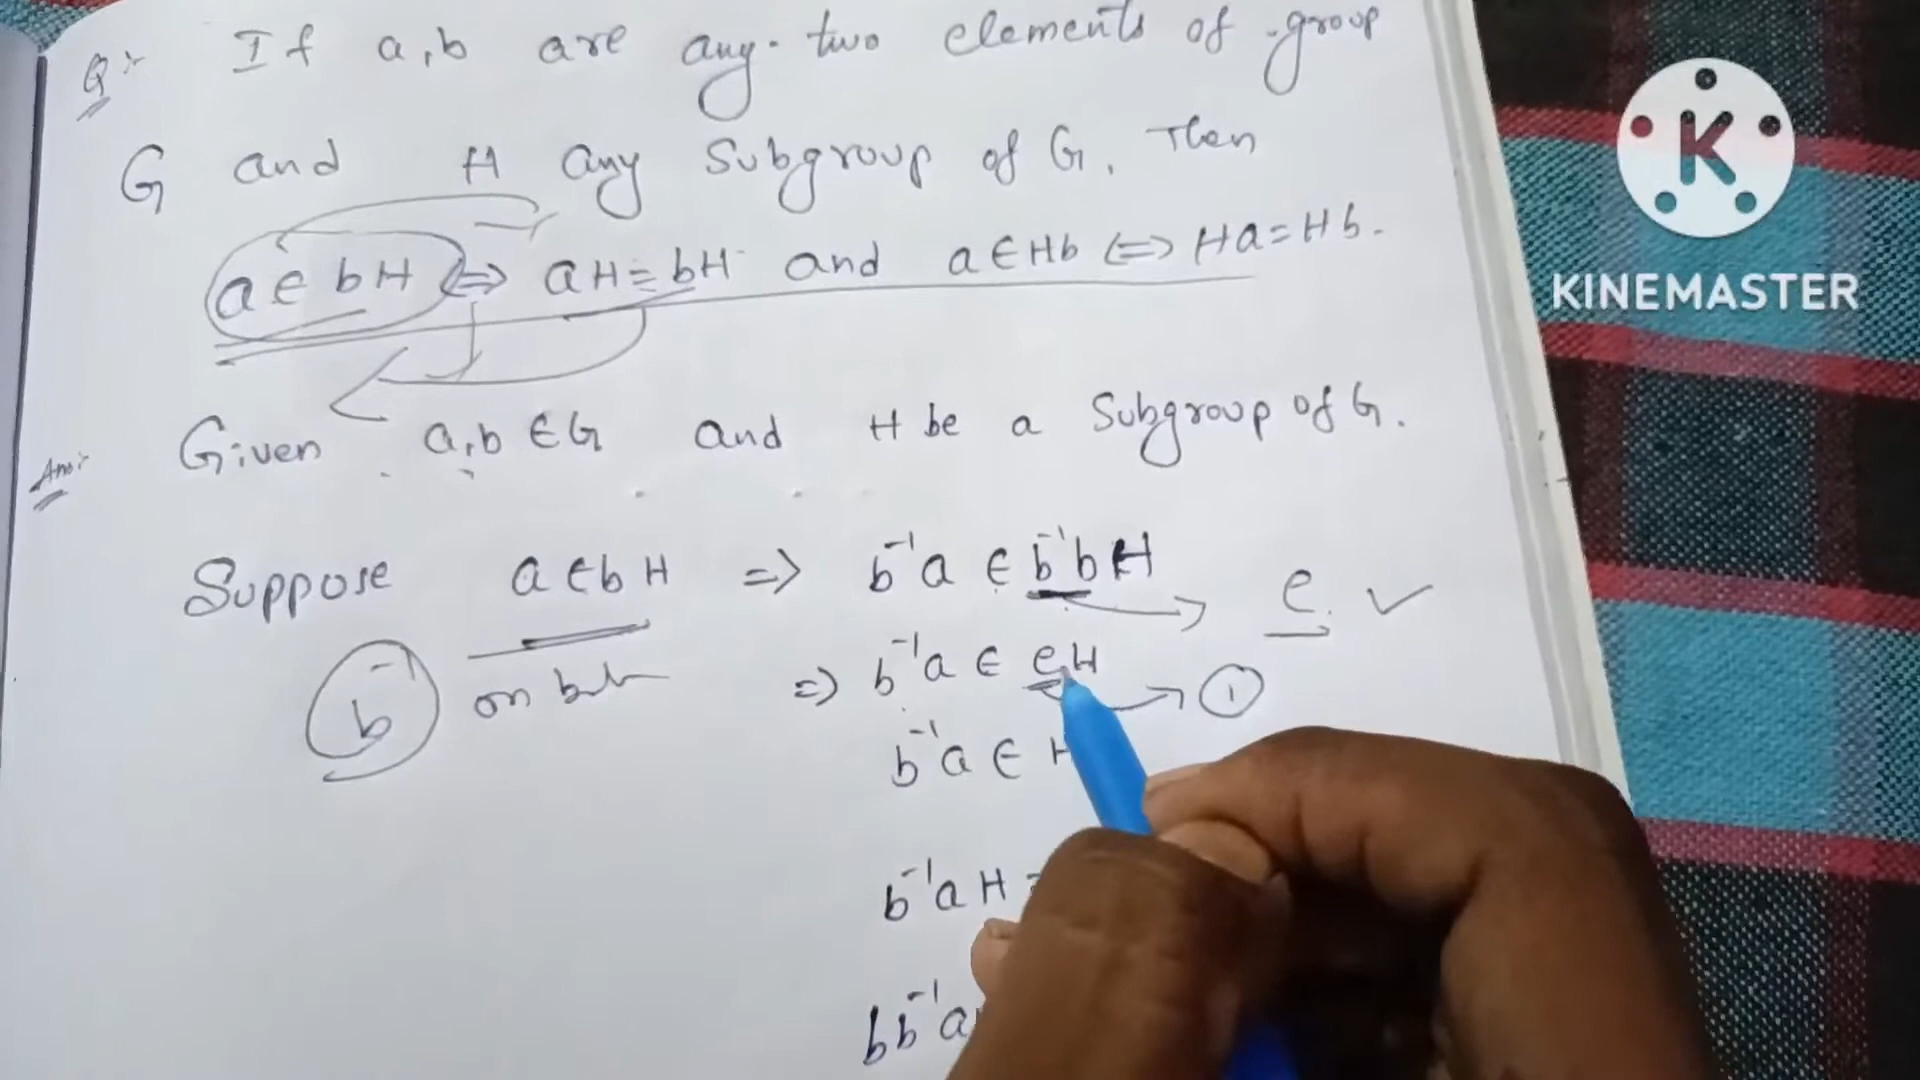 Q:- If a,b are any two elements of group
G and H any Subgroup of G. Then
a ∈ bH ⇔ aH = bH and a ∈ Hb ⇔ Ha = Hb.
Ans:- Given a,b ∈ G and H be a Subgroup of G.
Suppose a ∈ bH ⇒ b⁻¹a ∈ b⁻¹bH → e ✓
b⁻¹ on
⇒ b⁻¹a ∈ eH → 1
b⁻¹a ∈ H
b⁻¹aH =
bb⁻¹a
K
KINEMASTER